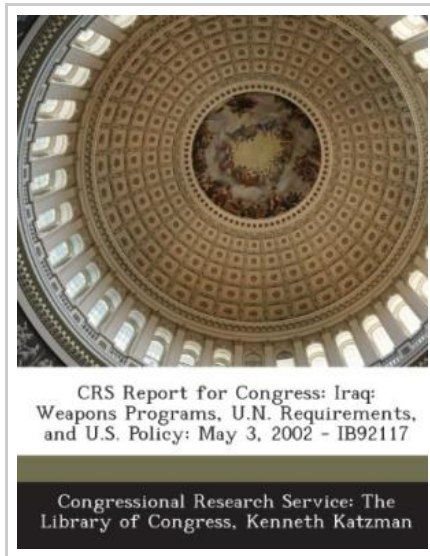 CRS Report for Congress: Iraq:
Weapons Programs, U.N. Requirements,
and U.S. Policy: May 3, 2002 - IB92117
Congressional Research Service: The
Library of Congress, Kenneth Katzman